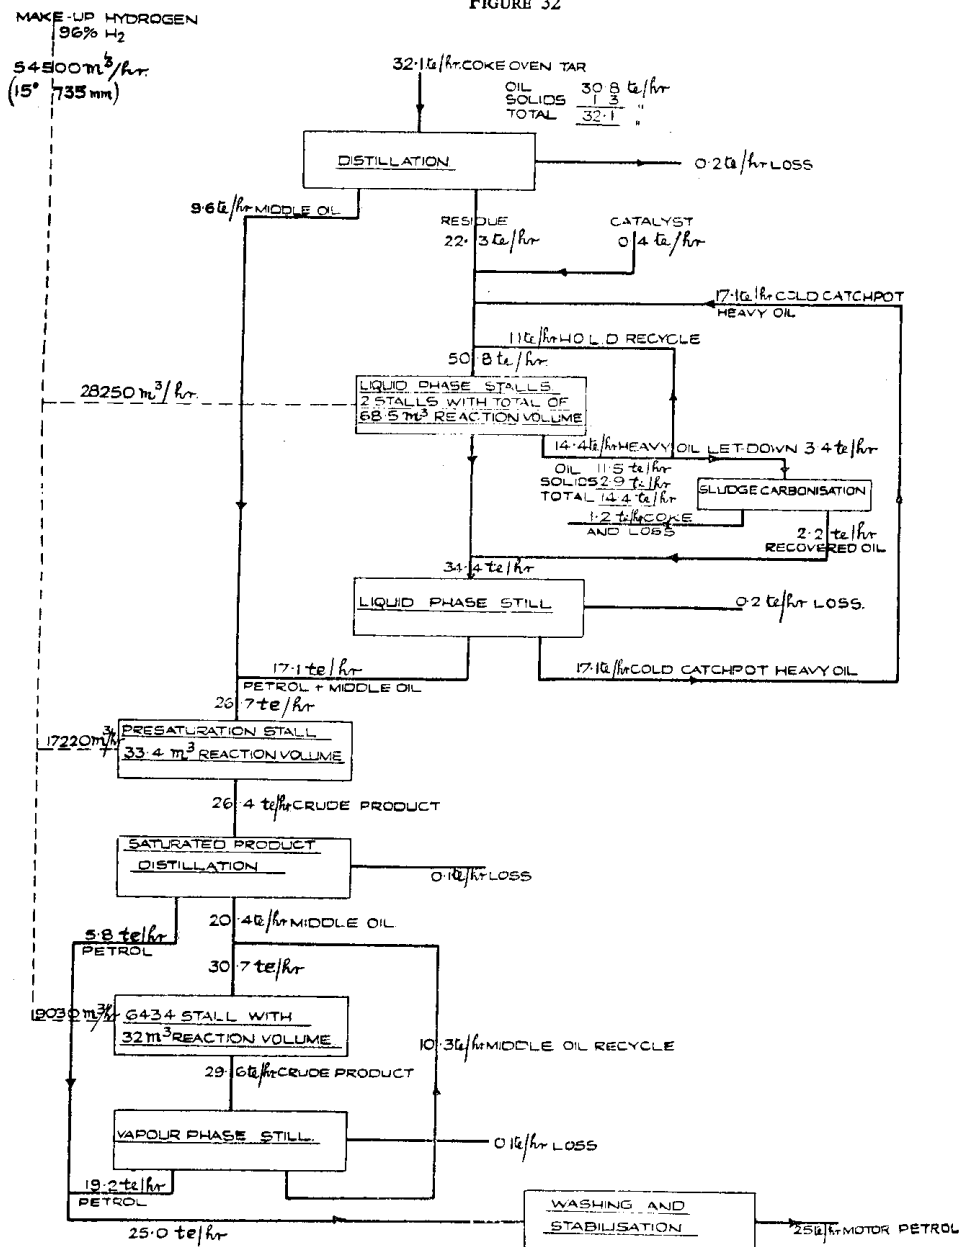 FIGURE 32
MAKE-UP HYDROGEN
96% H2
54500 m³/hr.
(15° 735 mm)
32.1 te/hr. COKE OVEN TAR
OIL 30.8 te/hr
SOLIDS 1 3 "
TOTAL 32.1 "
DISTILLATION
0.2 te/hr LOSS
9.6 te/hr MIDDLE OIL
RESIDUE
22.3 te/hr
CATALYST
0.4 te/hr
17.1 te/hr COLD CATCHPOT
HEAVY OIL
11 te/hr H.O.L.D RECYCLE
50.8 te/hr.
28250 m³/hr.
LIQUID PHASE STALLS
2 STALLS WITH TOTAL OF
68.5 m³ REACTION VOLUME
14.4 te/hr HEAVY OIL LET-DOWN 3.4 te/hr
OIL 11.5 te/hr
SOLIDS 2.9 te/hr
TOTAL 14.4 te/hr
SLUDGE CARBONISATION
1.2 te/hr COKE
AND LOSS
2.2 te/hr
RECOVERED OIL
34.4 te/hr
LIQUID PHASE STILL
0.2 te/hr LOSS.
17.1 te/hr
PETROL + MIDDLE OIL
17.1 te/hr COLD CATCHPOT HEAVY OIL
26.7 te/hr
17220 m³/hr
PRESATURATION STALL
33.4 m³ REACTION VOLUME
26.4 te/hr CRUDE PRODUCT
SATURATED PRODUCT
DISTILLATION
0.1 te/hr LOSS
5.8 te/hr
PETROL
20.4 te/hr MIDDLE OIL
30.7 te/hr
9030 m³/hr
6434 STALL WITH
32 m³ REACTION VOLUME
10.3 te/hr MIDDLE OIL RECYCLE
29.6 te/hr CRUDE PRODUCT
VAPOUR PHASE STILL.
0.1 te/hr LOSS
19.2 te/hr
PETROL
25.0 te/hr
WASHING AND
STABILISATION
25 te/hr MOTOR PETROL